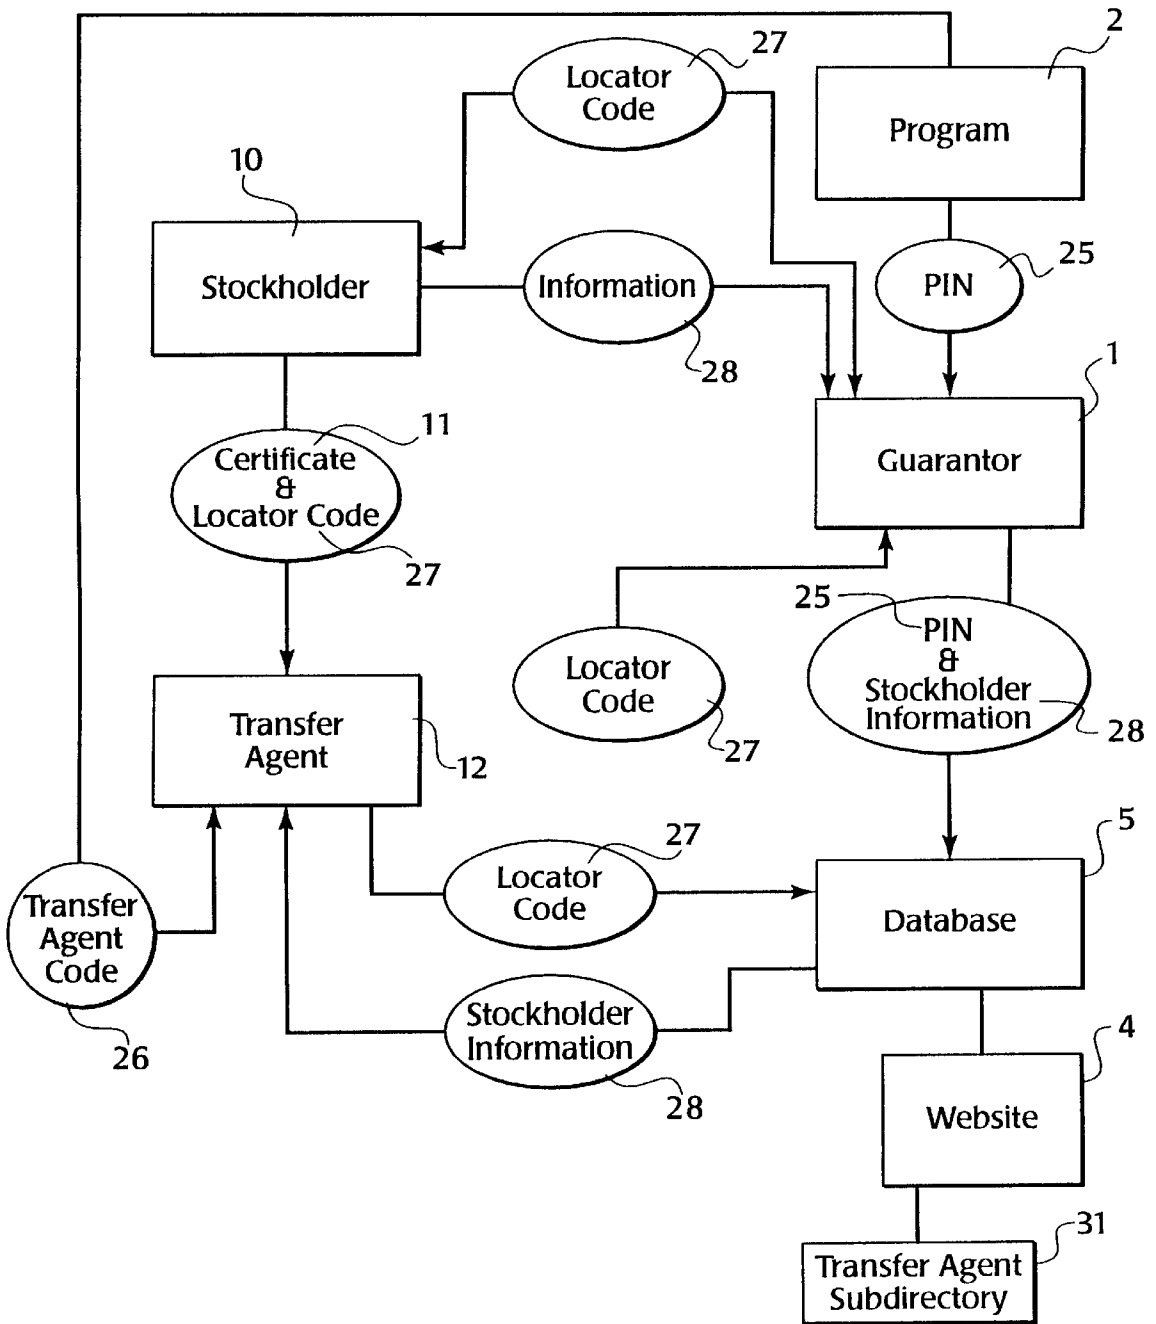 2
27
Locator
Code
Program
10
Stockholder
Information
28
PIN
25
1
Guarantor
11
Certificate
&
Locator Code
27
25
PIN
&
Stockholder
Information
28
Locator
Code
27
Transfer
Agent
12
27
Locator
Code
5
Database
Transfer
Agent
Code
26
Stockholder
Information
28
4
Website
31
Transfer Agent
Subdirectory